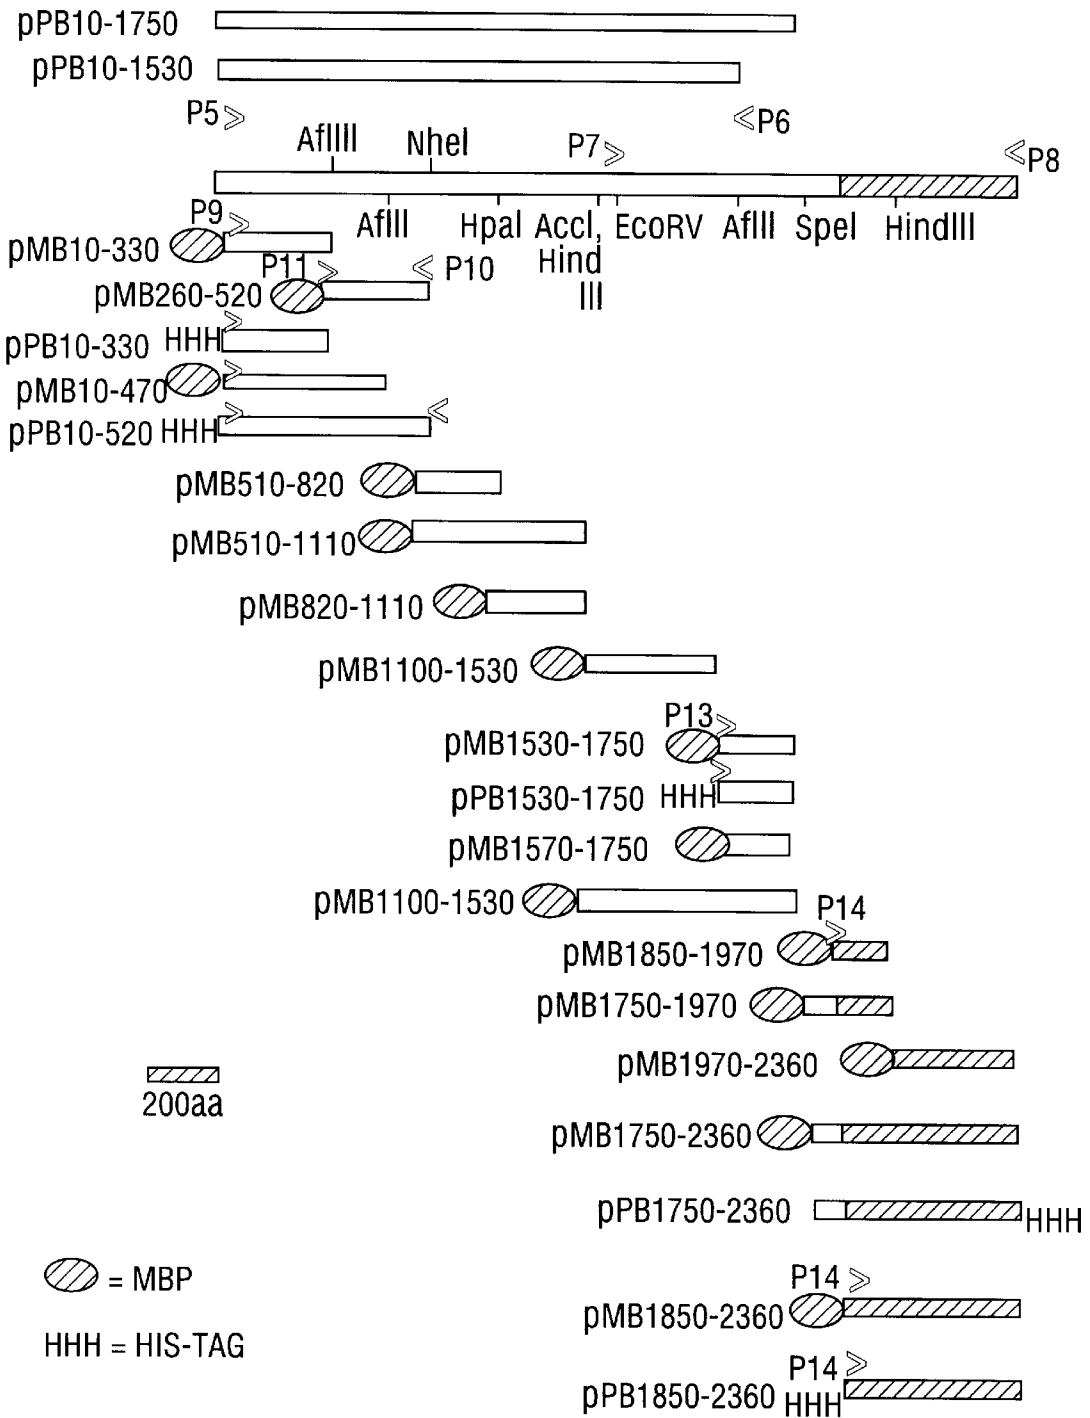 pPB10-1750
pPB10-1530
P5
P6
AflIII
NheI
P7
P8
P9
AflII
HpaI
AccI, Hind III
EcoRV
AflII
SpeI
HindIII
pMB10-330
P11
P10
pMB260-520
pPB10-330 HHH
pMB10-470
pPB10-520 HHH
pMB510-820
pMB510-1110
pMB820-1110
pMB1100-1530
P13
pMB1530-1750
pPB1530-1750 HHH
pMB1570-1750
pMB1100-1530
P14
pMB1850-1970
pMB1750-1970
pMB1970-2360
200aa
pMB1750-2360
pPB1750-2360 HHH
= MBP
P14
pMB1850-2360
HHH = HIS-TAG
P14
pPB1850-2360 HHH